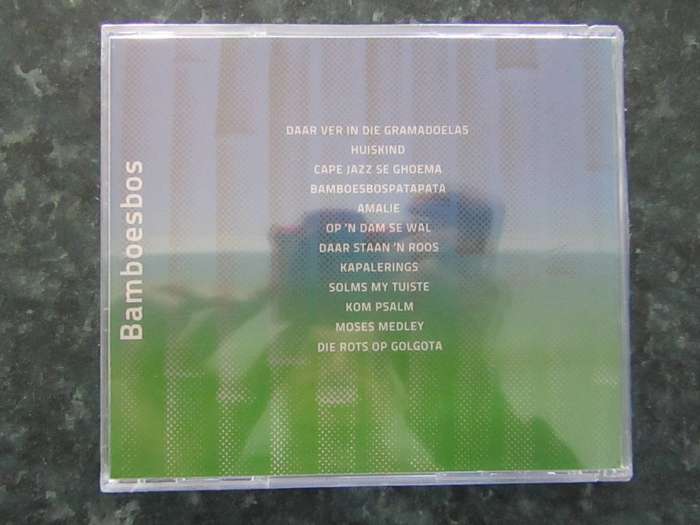 Bamboesbos
DAAR VER IN DIE GRAMADOELAS
HUISKIND
CAPE JAZZ SE GHOEMA
BAMBOESBOSPATAPATA
AMALIE
OP 'N DAM SE WAL
DAAR STAAN 'N ROOS
KAPALERINGS
SOLMS MY TUISTE
KOM PSALM
MOSES MEDLEY
DIE ROTS OP GOLGOTA